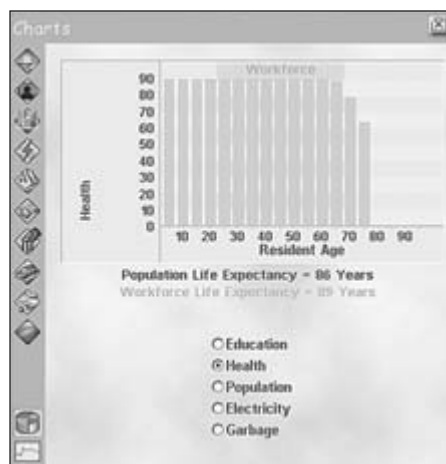 Charts
Workforce
90
80
70
60
50
40
30
20
10
0
Health
10 20 30 40 50 60 70 80 90
Resident Age
Population Life Expectancy = 86 Years
Workforce Life Expectancy = 89 Years
Education
Health
Population
Electricity
Garbage